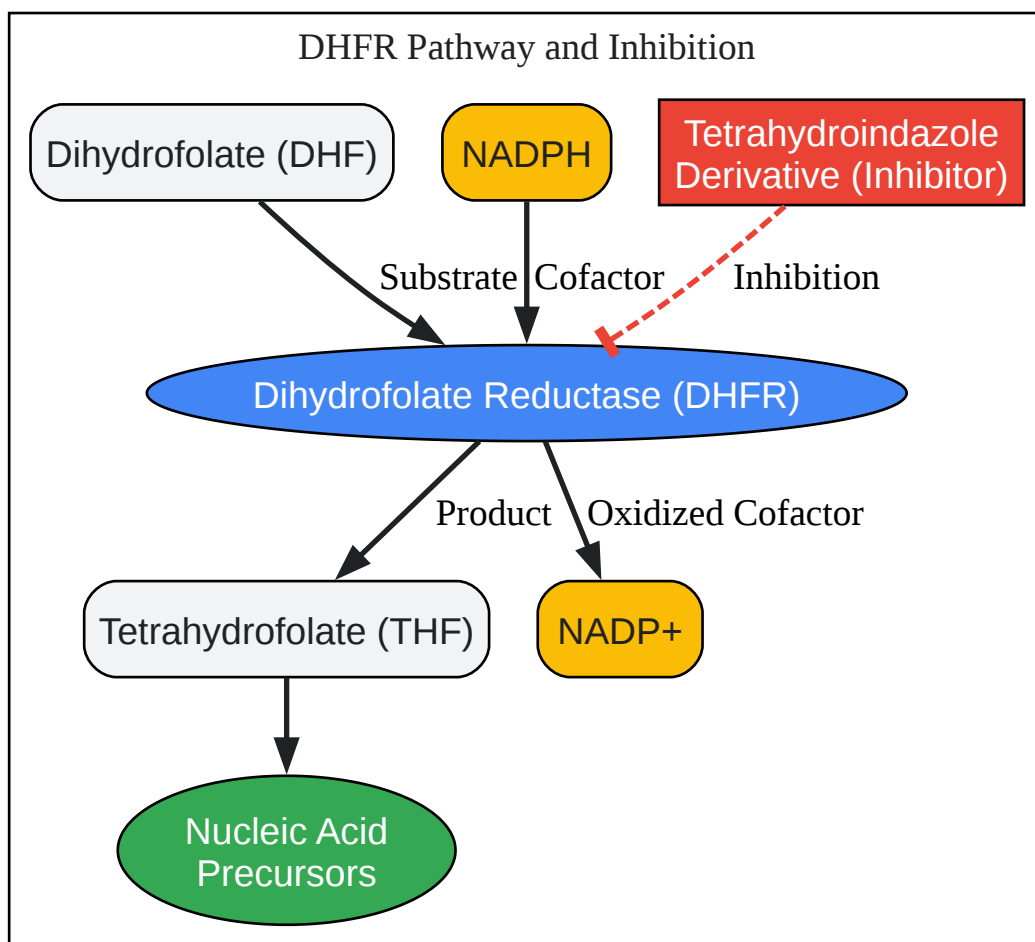 DHFR Pathway and Inhibition
Dihydrofolate (DHF)
NADPH
Tetrahydroindazole
Derivative (Inhibitor)
Substrate
Cofactor
Inhibition
Dihydrofolate Reductase (DHFR)
Product
Oxidized Cofactor
Tetrahydrofolate (THF)
NADP+
Nucleic Acid
Precursors